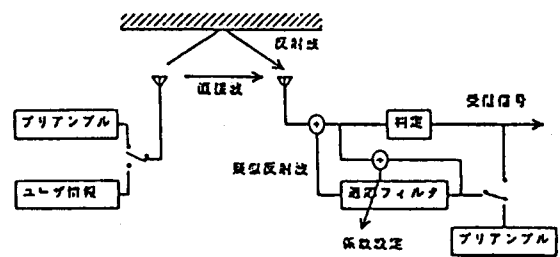 反射波
直接波
受信信号
プリアンブル
判定
疑似反射波
ユーザ情報
適応フィルタ
係数設定
プリアンブル